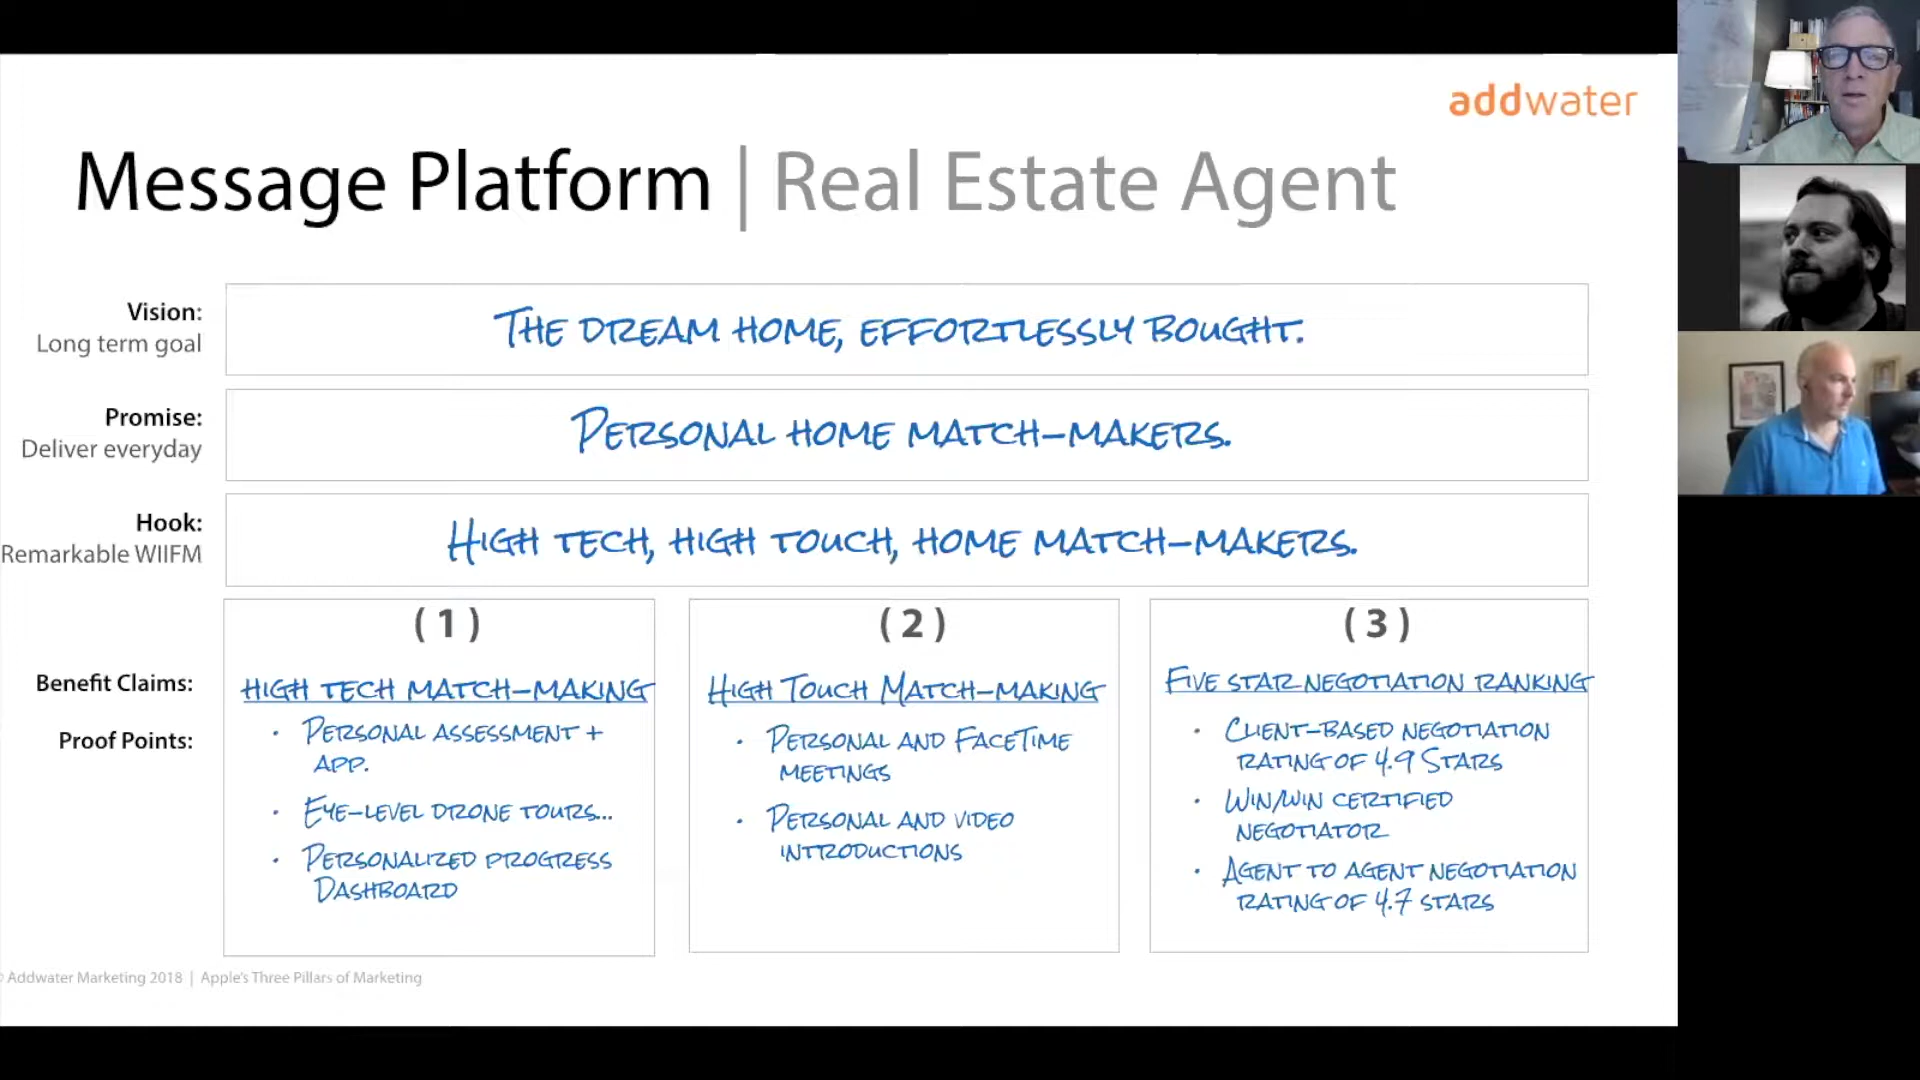 addwater
Message Platform | Real Estate Agent
Vision:
Long term goal
THE DREAM HOME, EFFORTLESSLY BOUGHT.
Promise:
Deliver everyday
PERSONAL HOME MATCH-MAKERS.
Hook:
Remarkable WIIFM
HIGH TECH, HIGH TOUCH, HOME MATCH-MAKERS.
Benefit Claims:
Proof Points:
( 1 )
HIGH TECH MATCH-MAKING
• PERSONAL ASSESSMENT +
APP.
• EYE-LEVEL DRONE TOURS...
• PERSONALIZED PROGRESS
DASHBOARD
( 2 )
HIGH TOUCH MATCH-MAKING
• PERSONAL AND FACETIME
MEETINGS
• PERSONAL AND VIDEO
INTRODUCTIONS
( 3 )
FIVE STAR NEGOTIATION RANKING
• CLIENT-BASED NEGOTIATION
RATING OF 4.9 STARS
• WIN/WIN CERTIFIED
NEGOTIATOR
• AGENT TO AGENT NEGOTIATION
RATING OF 4.7 STARS
© Addwater Marketing 2018 | Apple's Three Pillars of Marketing